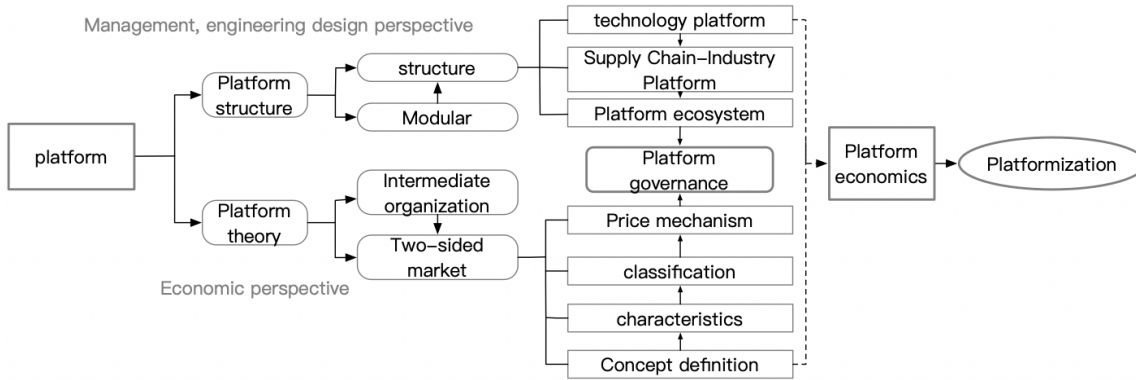 Management, engineering design perspective
platform
Platform
structure
Platform
theory
structure
Modular
Intermediate
organization
Two-sided
market
Economic perspective
technology platform
Supply Chain-Industry
Platform
Platform ecosystem
Platform
governance
Price mechanism
classification
characteristics
Concept definition
Platform
economics
Platformization